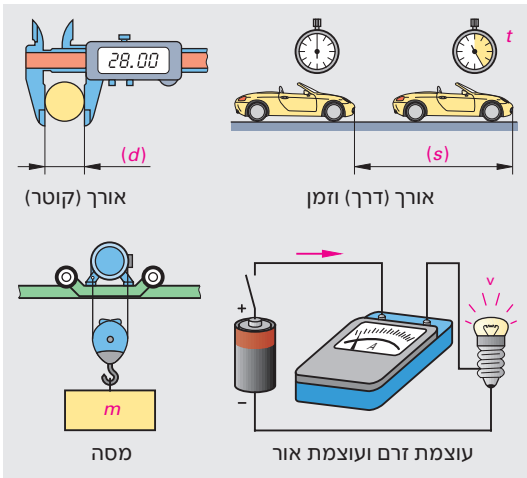 28.00
t
(d)
(s)
אורך (קוטר)
אורך (דרך) וזמן
+
A
v
−
m
מסה
עוצמת זרם ועוצמת אור